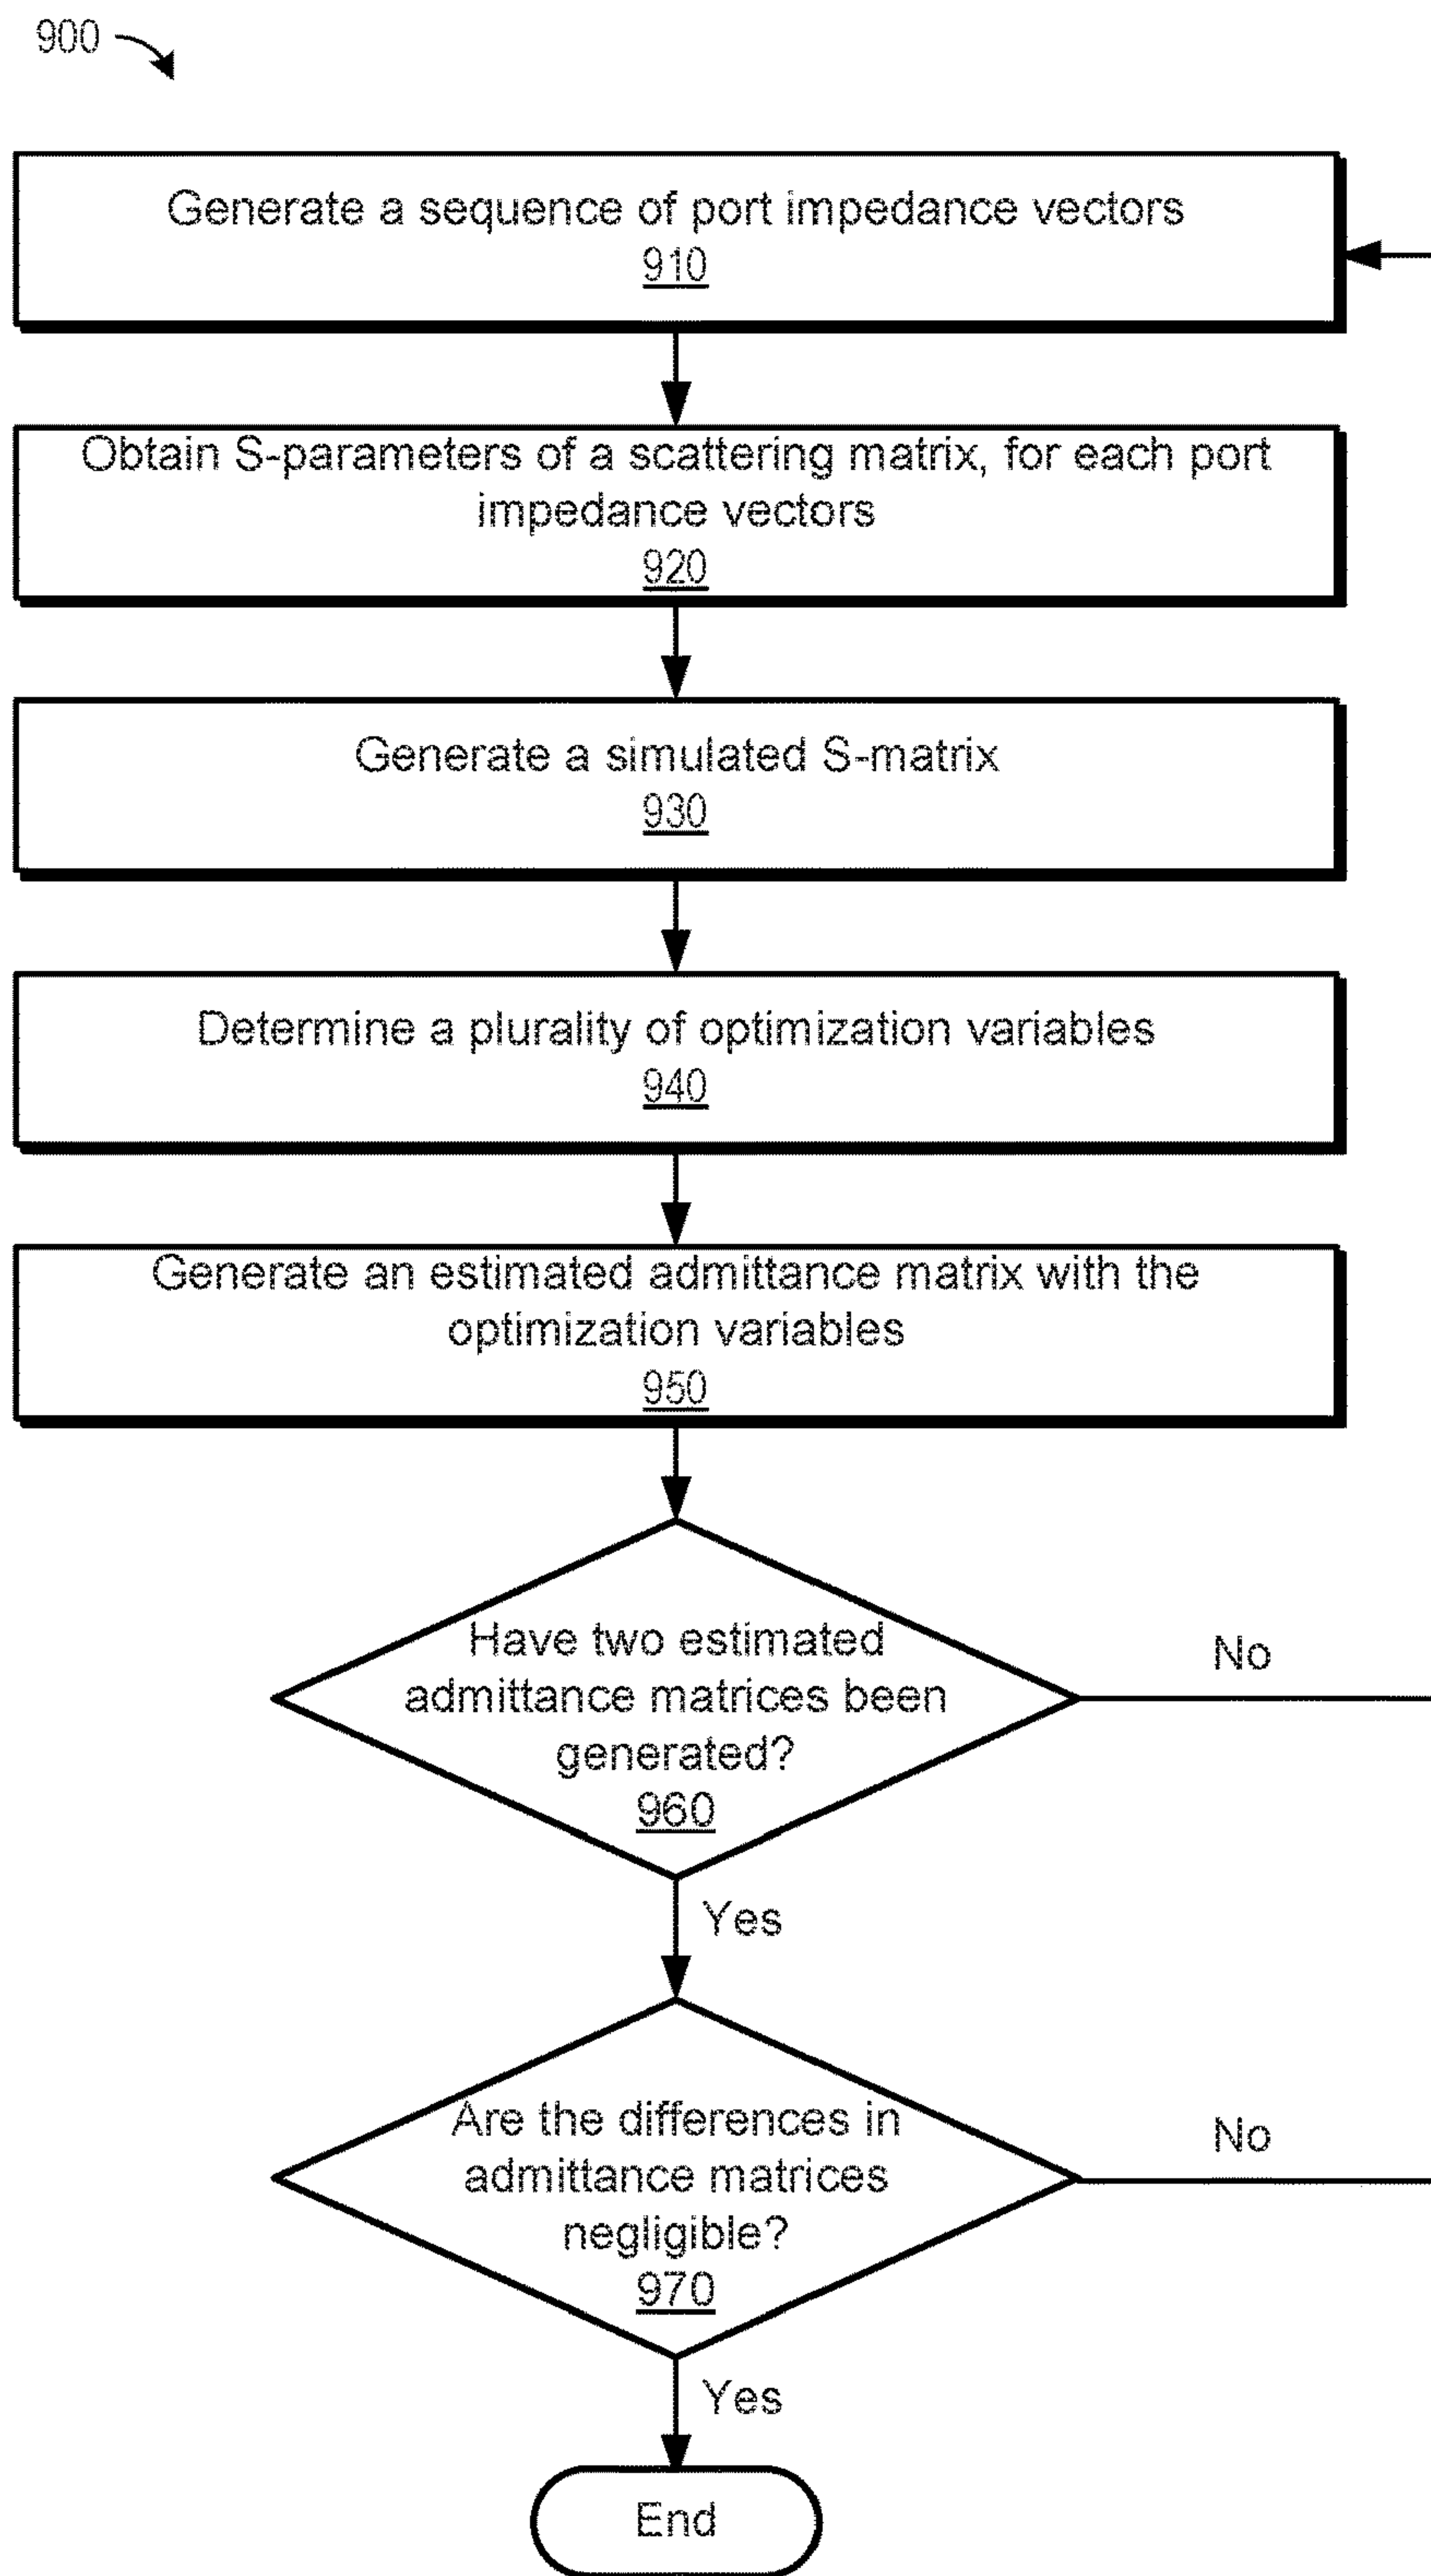 900
Generate a sequence of port impedance vectors
910
Obtain S-parameters of a scattering matrix, for each port
impedance vectors
920
Generate a simulated S-matrix
930
Determine a plurality of optimization variables
940
Generate an estimated admittance matrix with the
optimization variables
950
Have two estimated
admittance matrices been
generated?
960
No
Yes
Are the differences in
admittance matrices
negligible?
970
No
Yes
End